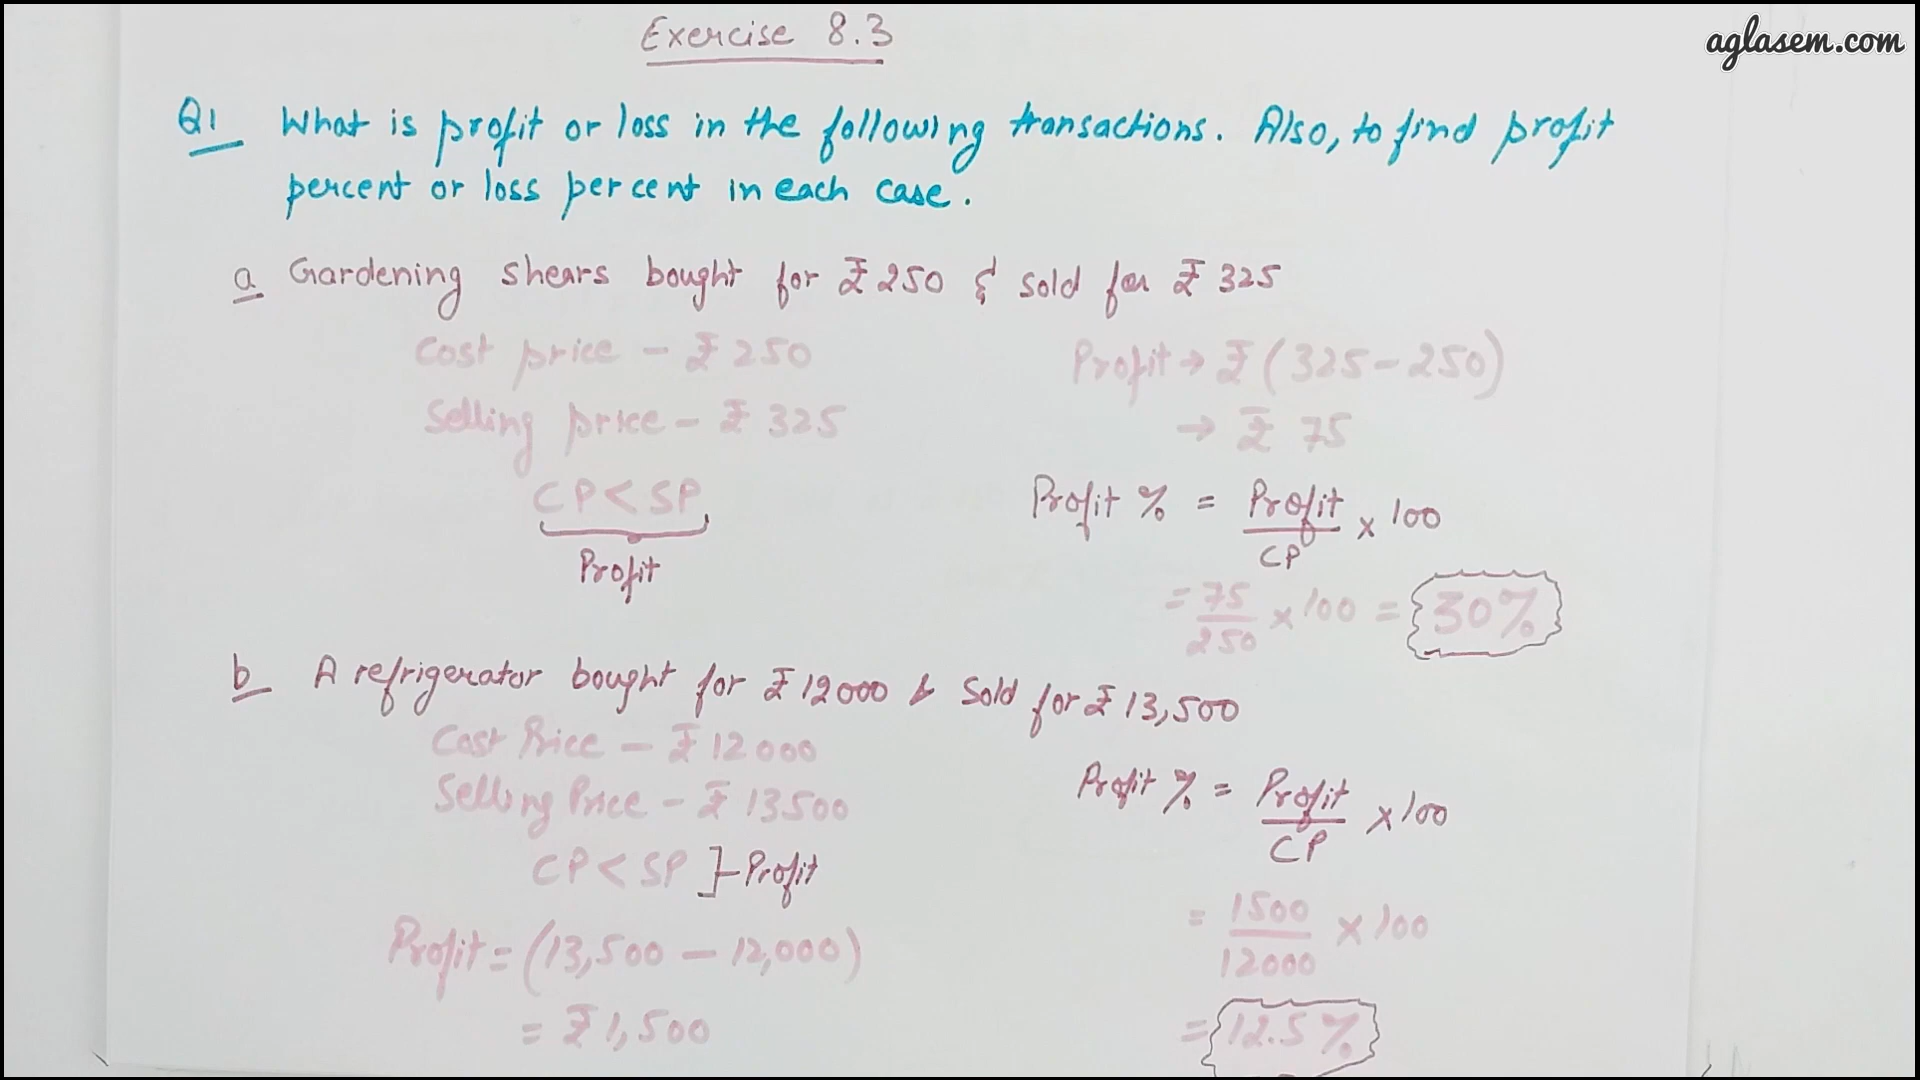 Exercise 8.3
aglasem.com
Q1 What is profit or loss in the following transactions. Also, to find profit
percent or loss percent in each case.
a Gardening shears bought for ₹ 250 & sold for ₹ 325
Cost price - ₹ 250
Selling price - ₹ 325
CP < SP
Profit
Profit → ₹ (325-250)
→ ₹ 75
Profit % = Profit/CP x 100
= 75/250 x 100 = 30%
b A refrigerator bought for ₹ 12000 & Sold for ₹ 13,500
Cost Price - ₹ 12000
Selling Price - ₹ 13500
CP < SP ]- Profit
Profit = (13,500 - 12,000)
= ₹ 1,500
Profit % = Profit/CP x 100
= 1500/12000 x 100
= 12.5%